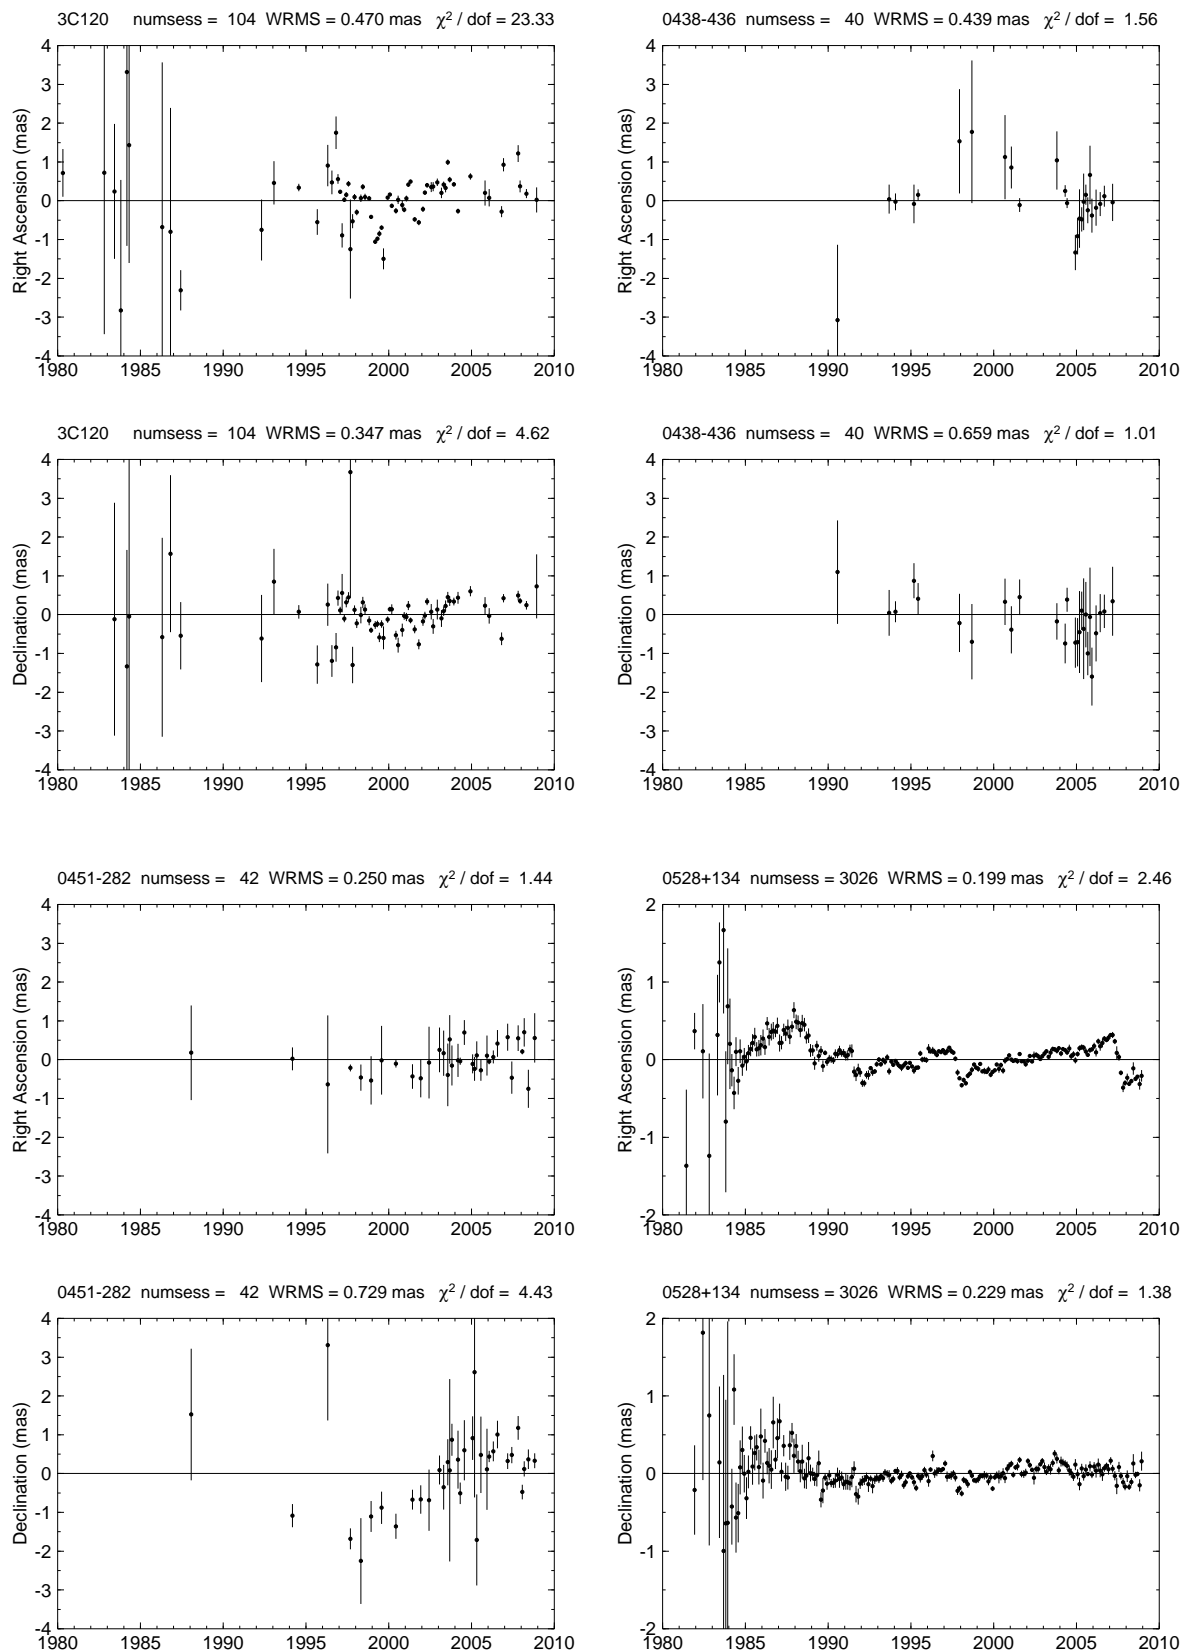 3C120 numsess = 104 WRMS = 0.470 mas χ² / dof = 23.33
4
3
2
1
0
-1
-2
-3
-4
Right Ascension (mas)
1980 1985 1990 1995 2000 2005 2010
0438-436 numsess = 40 WRMS = 0.439 mas χ² / dof = 1.56
4
3
2
1
0
-1
-2
-3
-4
Right Ascension (mas)
1980 1985 1990 1995 2000 2005 2010
3C120 numsess = 104 WRMS = 0.347 mas χ² / dof = 4.62
4
3
2
1
0
-1
-2
-3
-4
Declination (mas)
1980 1985 1990 1995 2000 2005 2010
0438-436 numsess = 40 WRMS = 0.659 mas χ² / dof = 1.01
4
3
2
1
0
-1
-2
-3
-4
Declination (mas)
1980 1985 1990 1995 2000 2005 2010
0451-282 numsess = 42 WRMS = 0.250 mas χ² / dof = 1.44
4
3
2
1
0
-1
-2
-3
-4
Right Ascension (mas)
1980 1985 1990 1995 2000 2005 2010
0528+134 numsess = 3026 WRMS = 0.199 mas χ² / dof = 2.46
2
1
0
-1
-2
Right Ascension (mas)
1980 1985 1990 1995 2000 2005 2010
0451-282 numsess = 42 WRMS = 0.729 mas χ² / dof = 4.43
4
3
2
1
0
-1
-2
-3
-4
Declination (mas)
1980 1985 1990 1995 2000 2005 2010
0528+134 numsess = 3026 WRMS = 0.229 mas χ² / dof = 1.38
2
1
0
-1
-2
Declination (mas)
1980 1985 1990 1995 2000 2005 2010